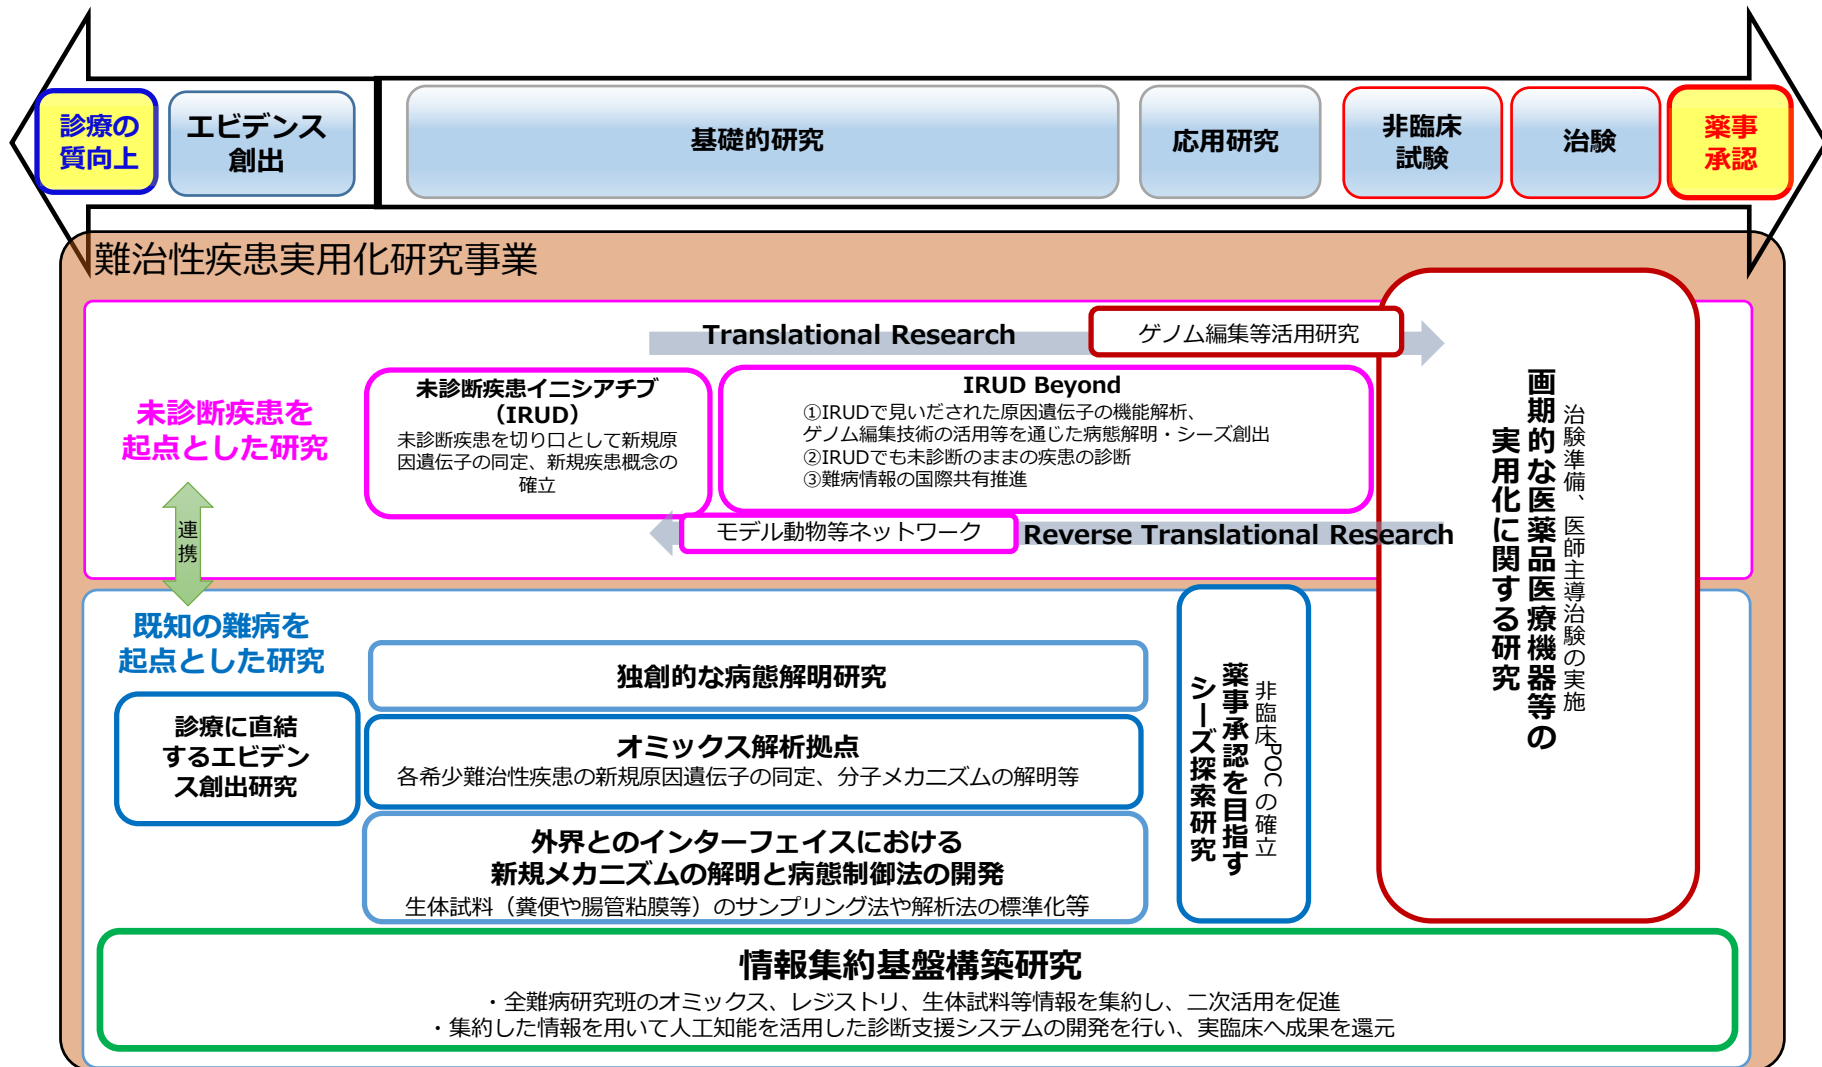 診療の
質向上
エビデンス
創出
基礎的研究
応用研究
非臨床
試験
治験
薬事
承認
難治性疾患実用化研究事業
Translational Research
ゲノム編集等活用研究
未診断疾患を
起点とした研究
未診断疾患イニシアチブ
（IRUD）
未診断疾患を切り口として新規原
因遺伝子の同定、新規疾患概念の
確立
IRUD Beyond
①IRUDで見いだされた原因遺伝子の機能解析、
ゲノム編集技術の活用等を通じた病態解明・シーズ創出
②IRUDでも未診断のままの疾患の診断
③難病情報の国際共有推進
モデル動物等ネットワーク
Reverse Translational Research
連
携
画期的な医薬品医療機器等の
実用化に関する研究
治験準備、医師主導治験の実施
既知の難病を
起点とした研究
診療に直結
するエビデン
ス創出研究
独創的な病態解明研究
オミックス解析拠点
各希少難治性疾患の新規原因遺伝子の同定、分子メカニズムの解明等
外界とのインターフェイスにおける
新規メカニズムの解明と病態制御法の開発
生体試料（糞便や腸管粘膜等）のサンプリング法や解析法の標準化等
薬事承認を目指す
シーズ探索研究
非臨床POCの確立
情報集約基盤構築研究
・全難病研究班のオミックス、レジストリ、生体試料等情報を集約し、二次活用を促進
・集約した情報を用いて人工知能を活用した診断支援システムの開発を行い、実臨床へ成果を還元